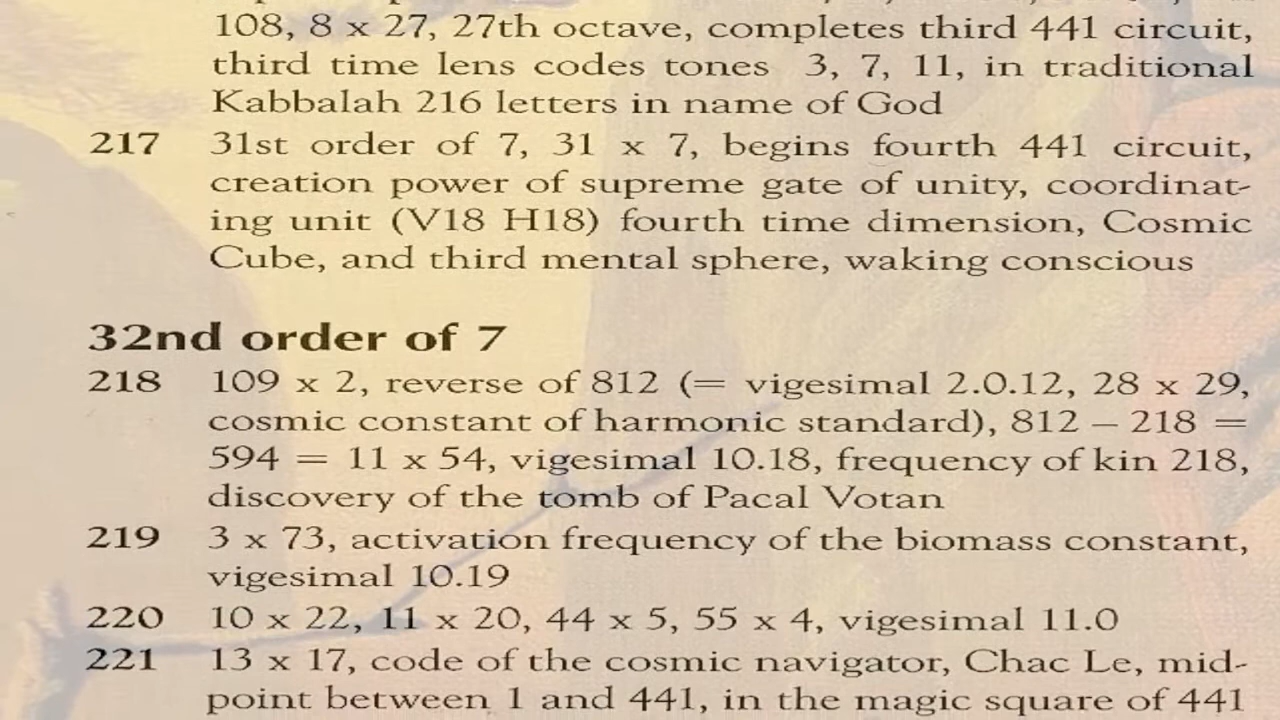 108, 8 x 27, 27th octave, completes third 441 circuit,
third time lens codes tones 3, 7, 11, in traditional
Kabbalah 216 letters in name of God
217 31st order of 7, 31 x 7, begins fourth 441 circuit,
creation power of supreme gate of unity, coordinat-
ing unit (V18 H18) fourth time dimension, Cosmic
Cube, and third mental sphere, waking conscious
32nd order of 7
218 109 x 2, reverse of 812 (= vigesimal 2.0.12, 28 x 29,
cosmic constant of harmonic standard), 812 – 218 =
594 = 11 x 54, vigesimal 10.18, frequency of kin 218,
discovery of the tomb of Pacal Votan
219 3 x 73, activation frequency of the biomass constant,
vigesimal 10.19
220 10 x 22, 11 x 20, 44 x 5, 55 x 4, vigesimal 11.0
221 13 x 17, code of the cosmic navigator, Chac Le, mid-
point between 1 and 441, in the magic square of 441